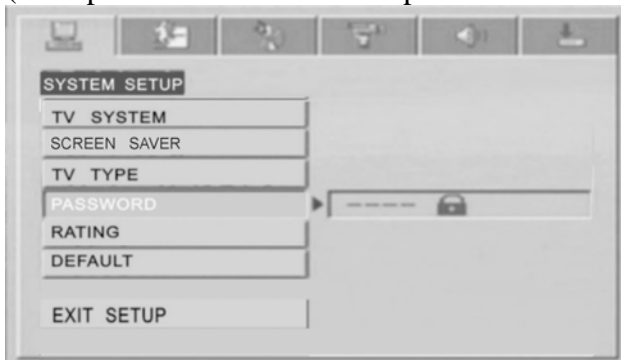 SYSTEM SETUP
TV SYSTEM
SCREEN SAVER
TV TYPE
PASSWORD
---- 
RATING
DEFAULT
EXIT SETUP